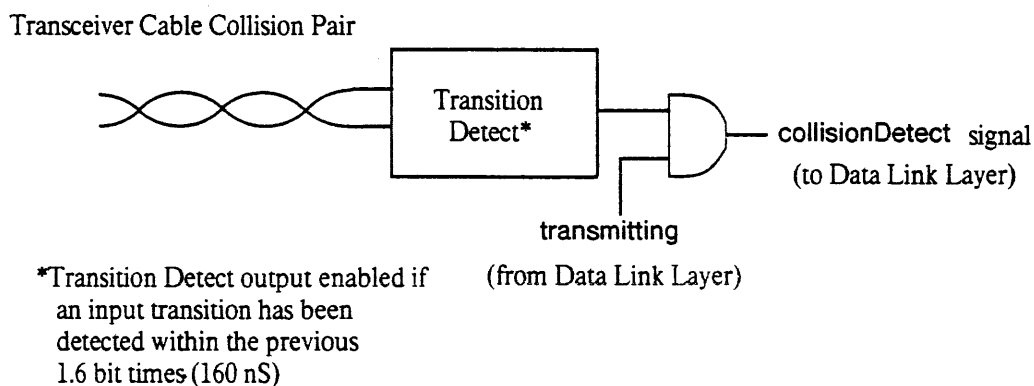 Transceiver Cable Collision Pair
Transition
Detect*
collisionDetect signal
(to Data Link Layer)
transmitting
(from Data Link Layer)
*Transition Detect output enabled if
an input transition has been
detected within the previous
1.6 bit times (160 nS)